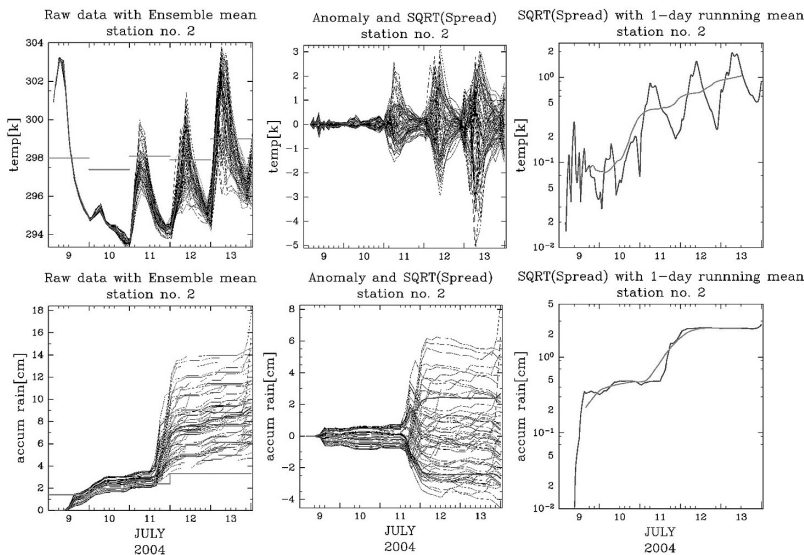 Raw data with Ensemble mean
station no. 2
temp[k]
304
302
300
298
296
294
9 10 11 12 13
Anomaly and SQRT(Spread)
station no. 2
temp[k]
3
2
1
0
-1
-2
-3
-4
-5
9 10 11 12 13
SQRT(Spread) with 1-day runnning mean
station no. 2
temp[k]
2
10⁰
5
2
10⁻¹
5
2
10⁻²
9 10 11 12 13
Raw data with Ensemble mean
station no. 2
accum rain[cm]
18
16
14
12
10
8
6
4
2
0
9 10 11 12 13
JULY
2004
Anomaly and SQRT(Spread)
station no. 2
accum rain[cm]
8
6
4
2
0
-2
-4
9 10 11 12 13
JULY
2004
SQRT(Spread) with 1-day runnning mean
station no. 2
accum rain[cm]
5
2
10⁰
5
2
10⁻¹
5
2
10⁻²
9 10 11 12 13
JULY
2004